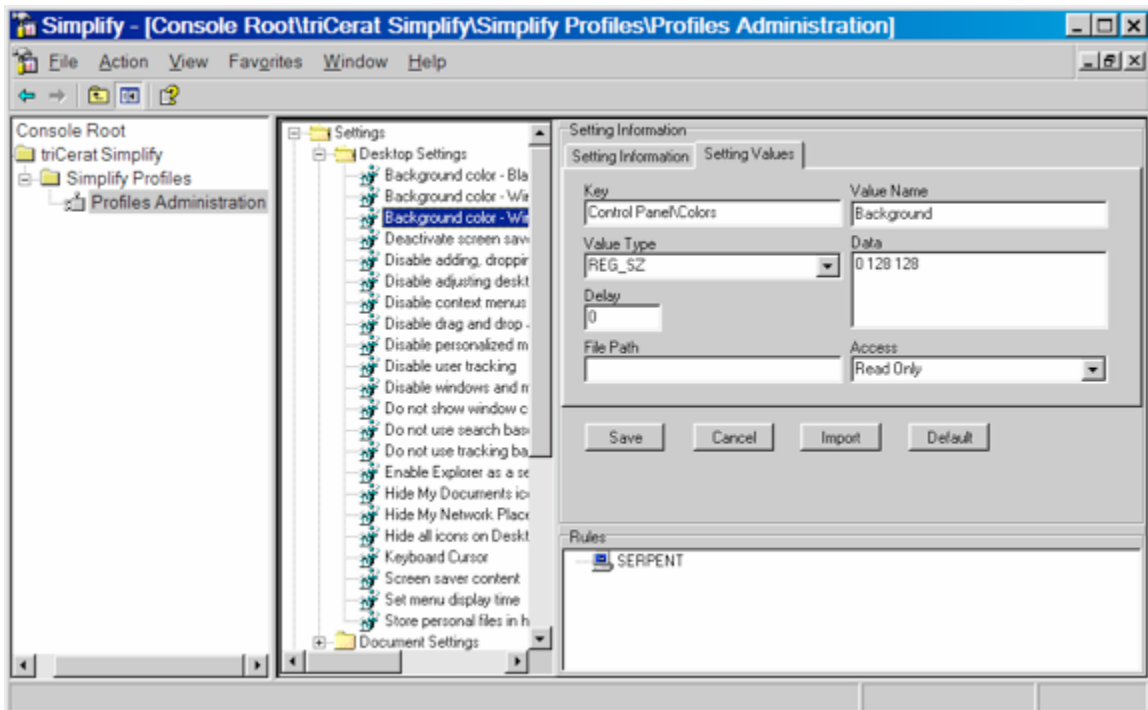 Simplify - [Console Root\triCerat Simplify\Simplify Profiles\Profiles Administration]
File Action View Favorites Window Help
Console Root
triCerat Simplify
Simplify Profiles
Profiles Administration
Settings
Desktop Settings
Background color - Bla
Background color - Wir
Background color - Wir
Deactivate screen save
Disable adding, droppir
Disable adjusting deskt
Disable context menus
Disable drag and drop -
Disable personalized m
Disable user tracking
Disable windows and m
Do not show window c
Do not use search base
Do not use tracking ba
Enable Explorer as a se
Hide My Documents ico
Hide My Network Place
Hide all icons on Deskt
Keyboard Cursor
Screen saver content
Set menu display time
Store personal files in h
Document Settings
Setting Information
Setting Information Setting Values
Key
Control Panel\Colors
Value Name
Background
Value Type
REG_SZ
Data
0 128 128
Delay
0
File Path
Access
Read Only
Save Cancel Import Default
Rules
SERPENT